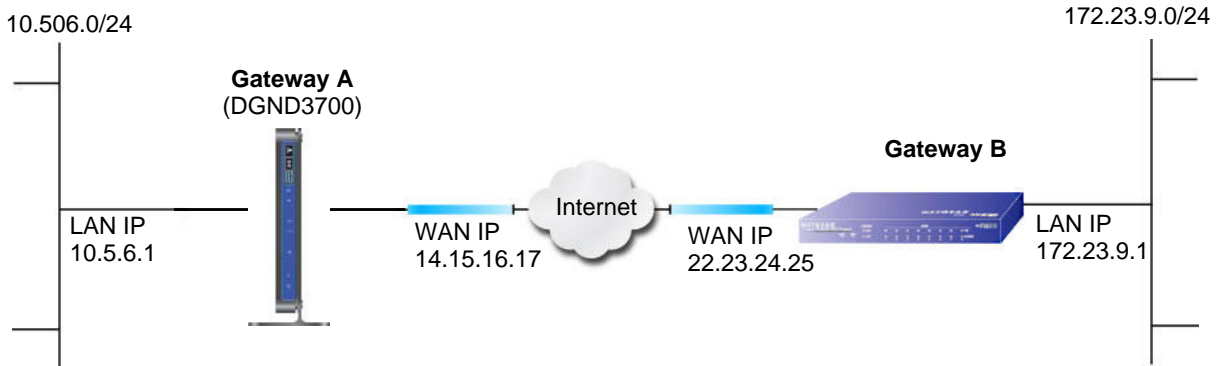 10.506.0/24
172.23.9.0/24
Gateway A
(DGND3700)
Gateway B
LAN IP
10.5.6.1
WAN IP
14.15.16.17
Internet
WAN IP
22.23.24.25
LAN IP
172.23.9.1